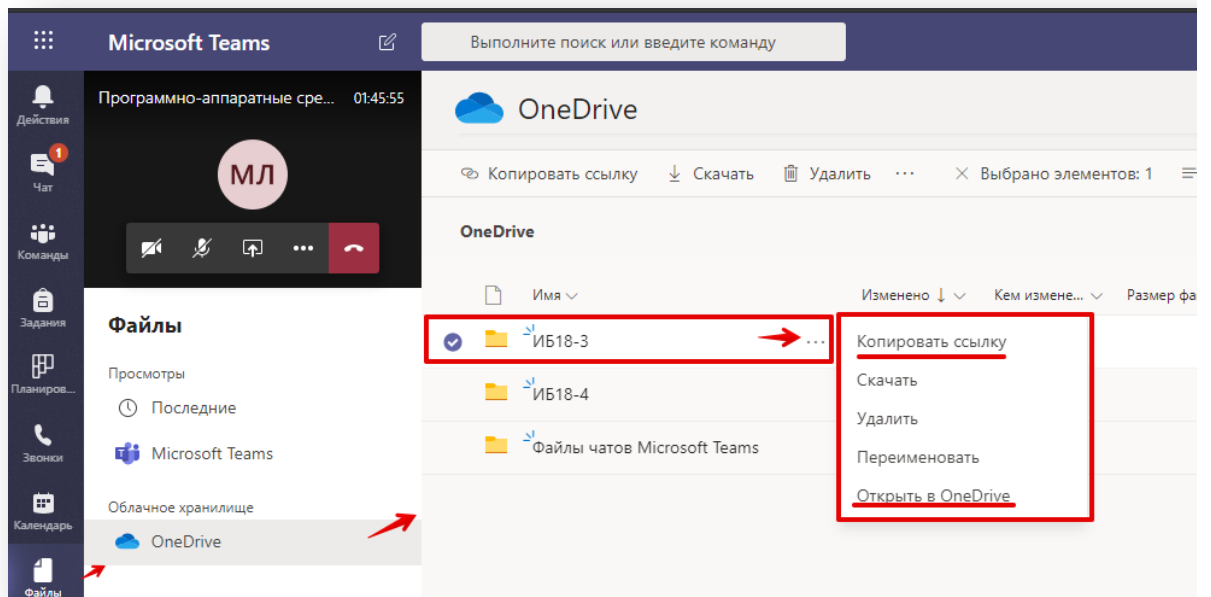 Microsoft Teams
Выполните поиск или введите команду
Действия
1
Чат
Команды
Задания
Планиров...
Звонки
Календарь
Файлы
Программно-аппаратные сре... 01:45:55
МЛ
Файлы
Просмотры
Последние
Microsoft Teams
Облачное хранилище
OneDrive
OneDrive
Копировать ссылку Скачать Удалить ... Выбрано элементов: 1
OneDrive
Имя Изменено Кем измене... Размер фа
ИБ18-3 ...
ИБ18-4
Файлы чатов Microsoft Teams
Копировать ссылку
Скачать
Удалить
Переименовать
Открыть в OneDrive